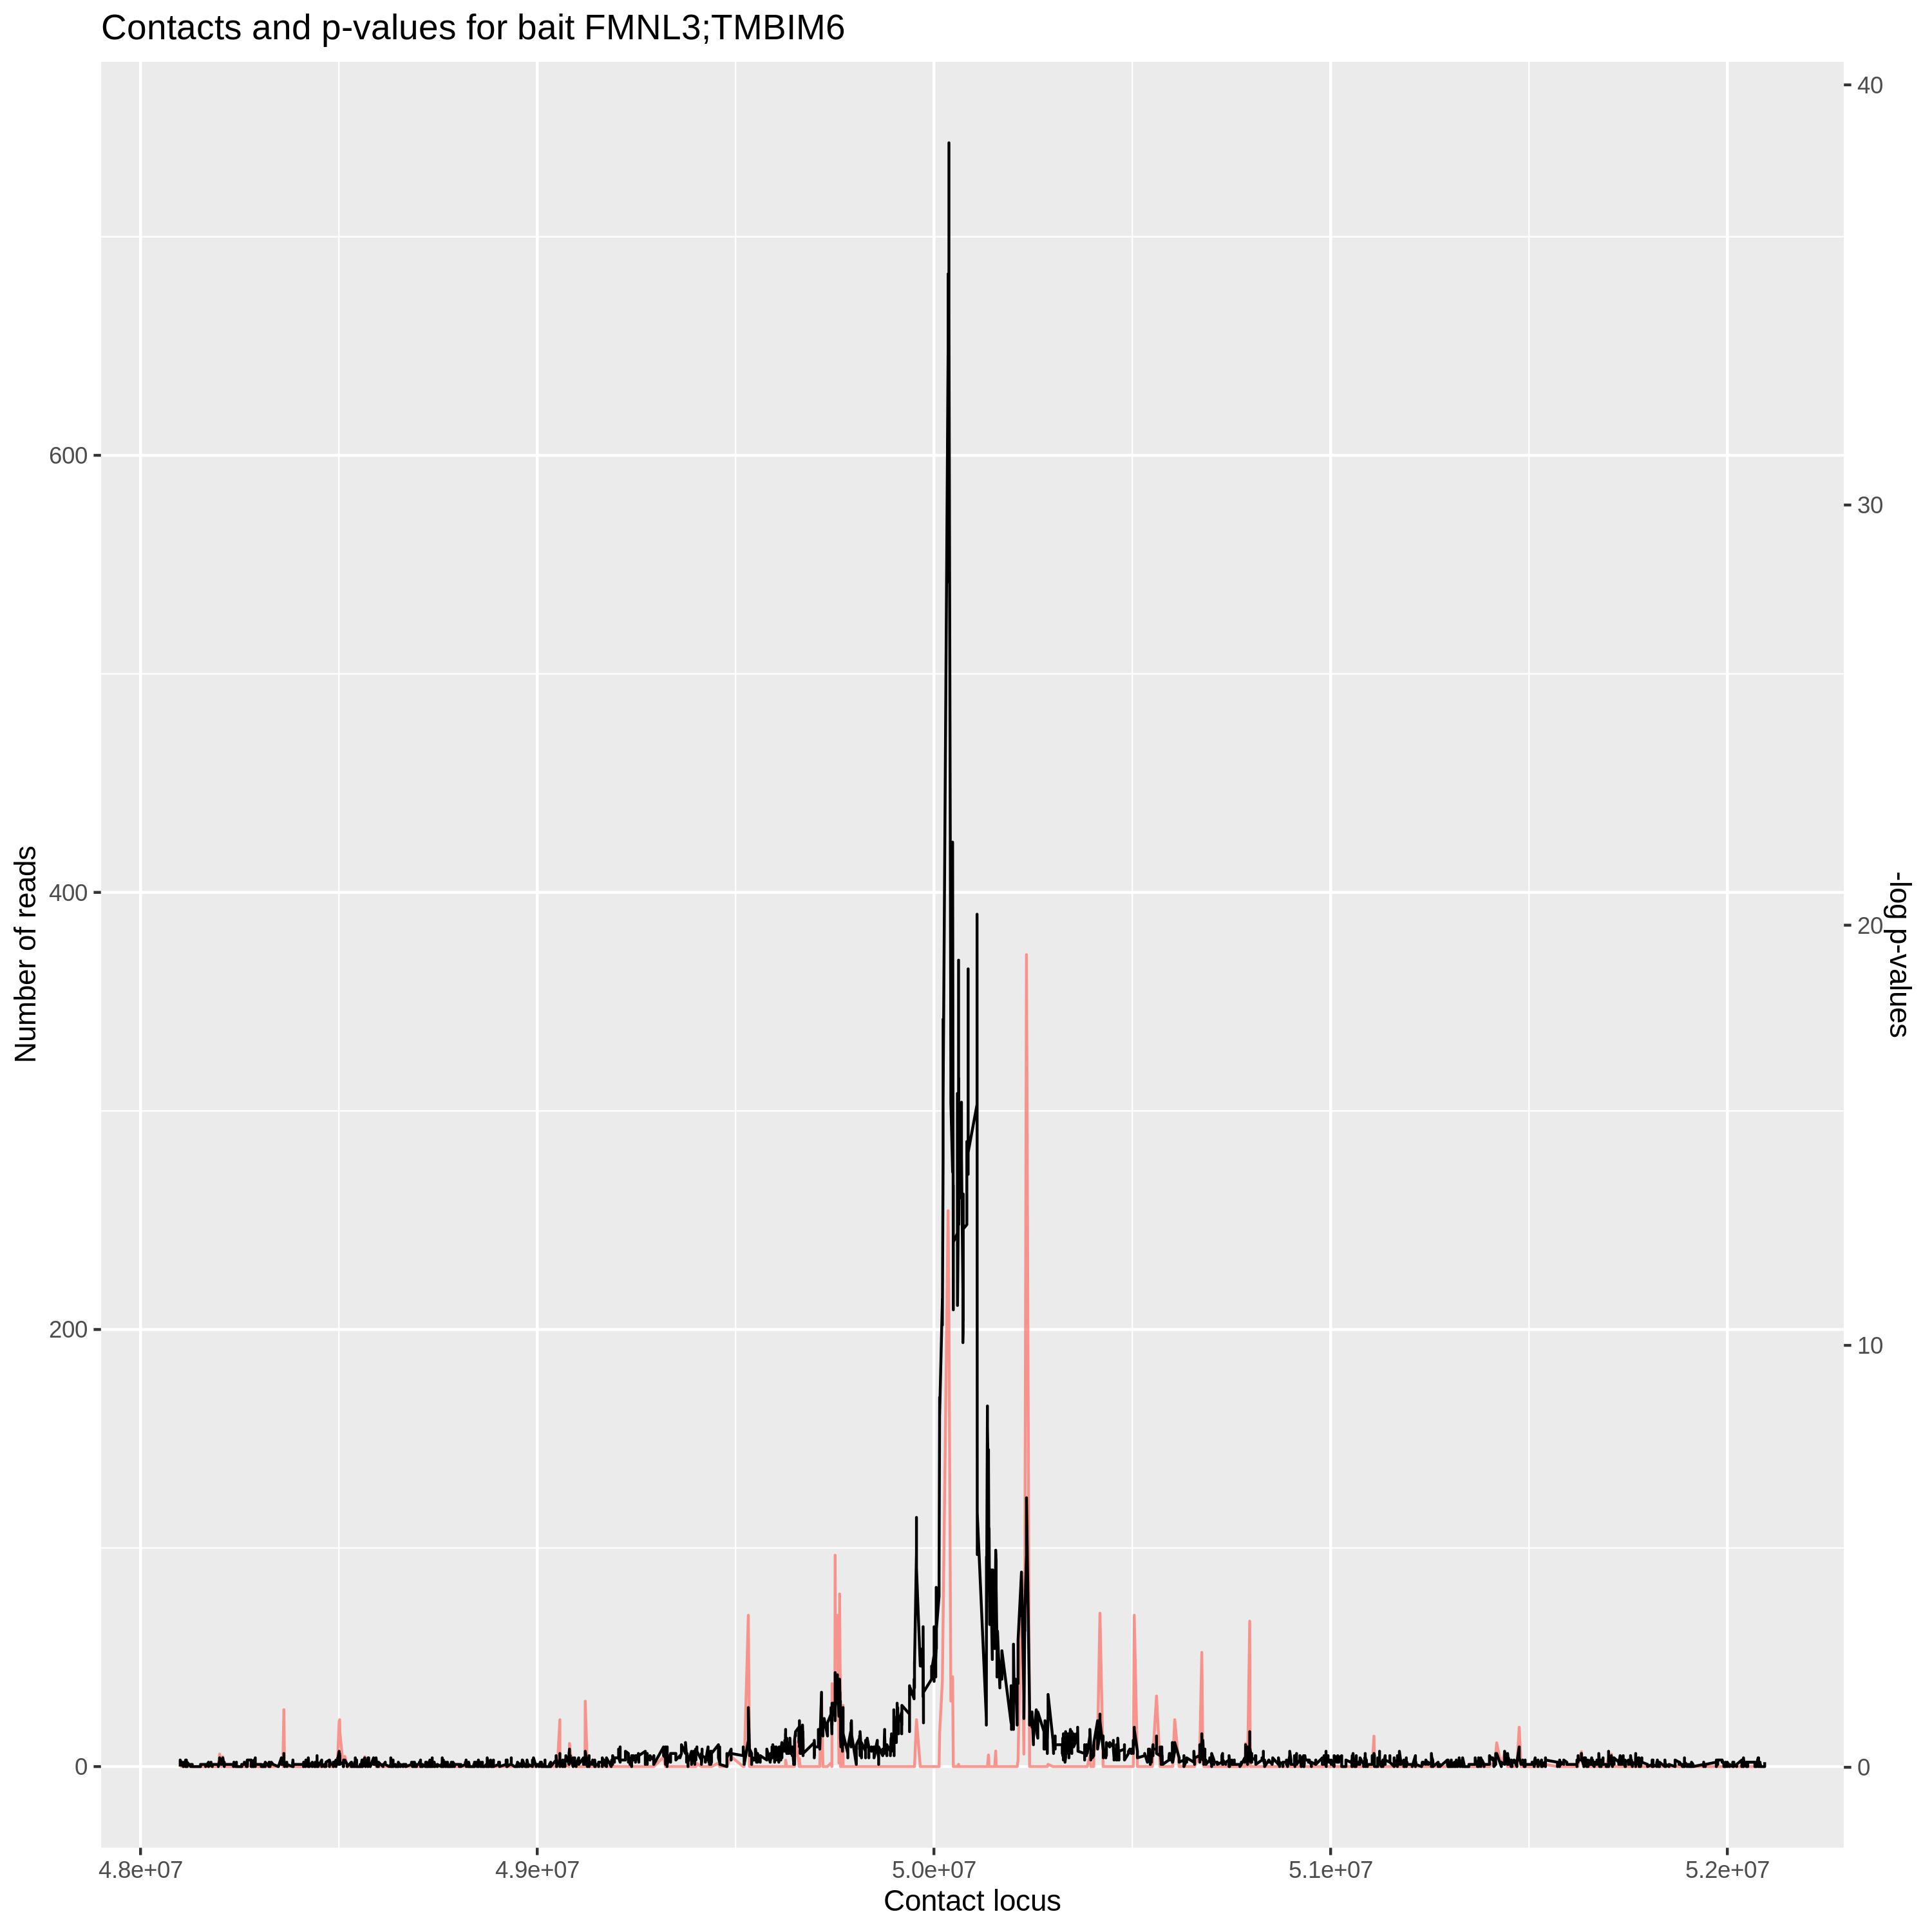 Contacts and p-values for bait FMNL3;TMBIM6
40
600
30
400
20
Number of reads
-log p-values
200
10
0
0
4.8e+07 4.9e+07 5.0e+07 5.1e+07 5.2e+07
Contact locus